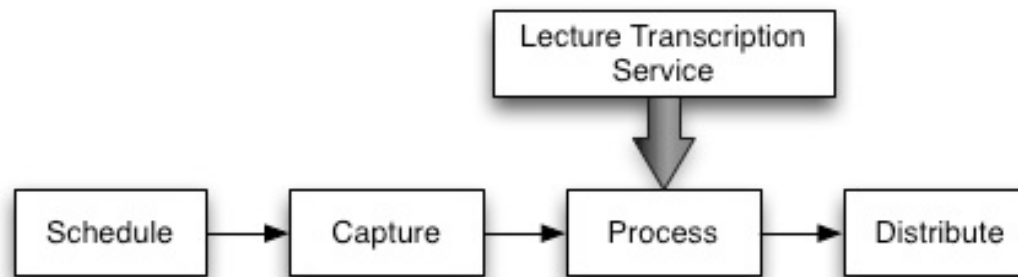 Lecture Transcription
Service
Schedule
Capture
Process
Distribute